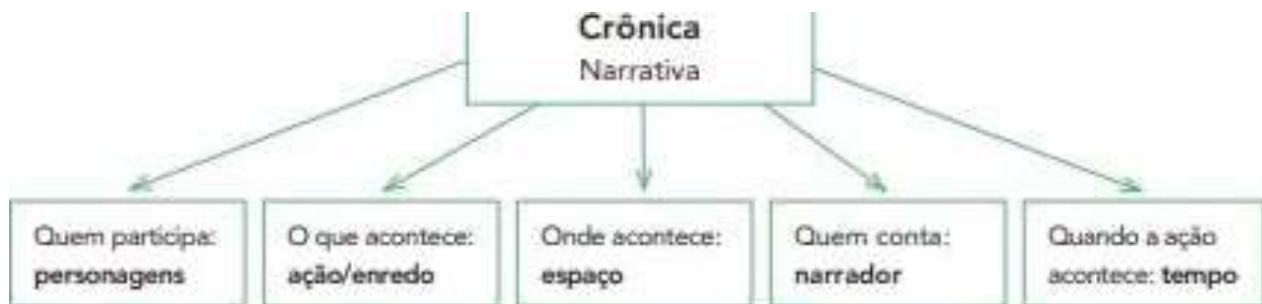 Crônica
Narrativa
Quem participa:
personagens
O que acontece:
ação/enredo
Onde acontece:
espaço
Quem conta:
narrador
Quando a ação
acontece: tempo